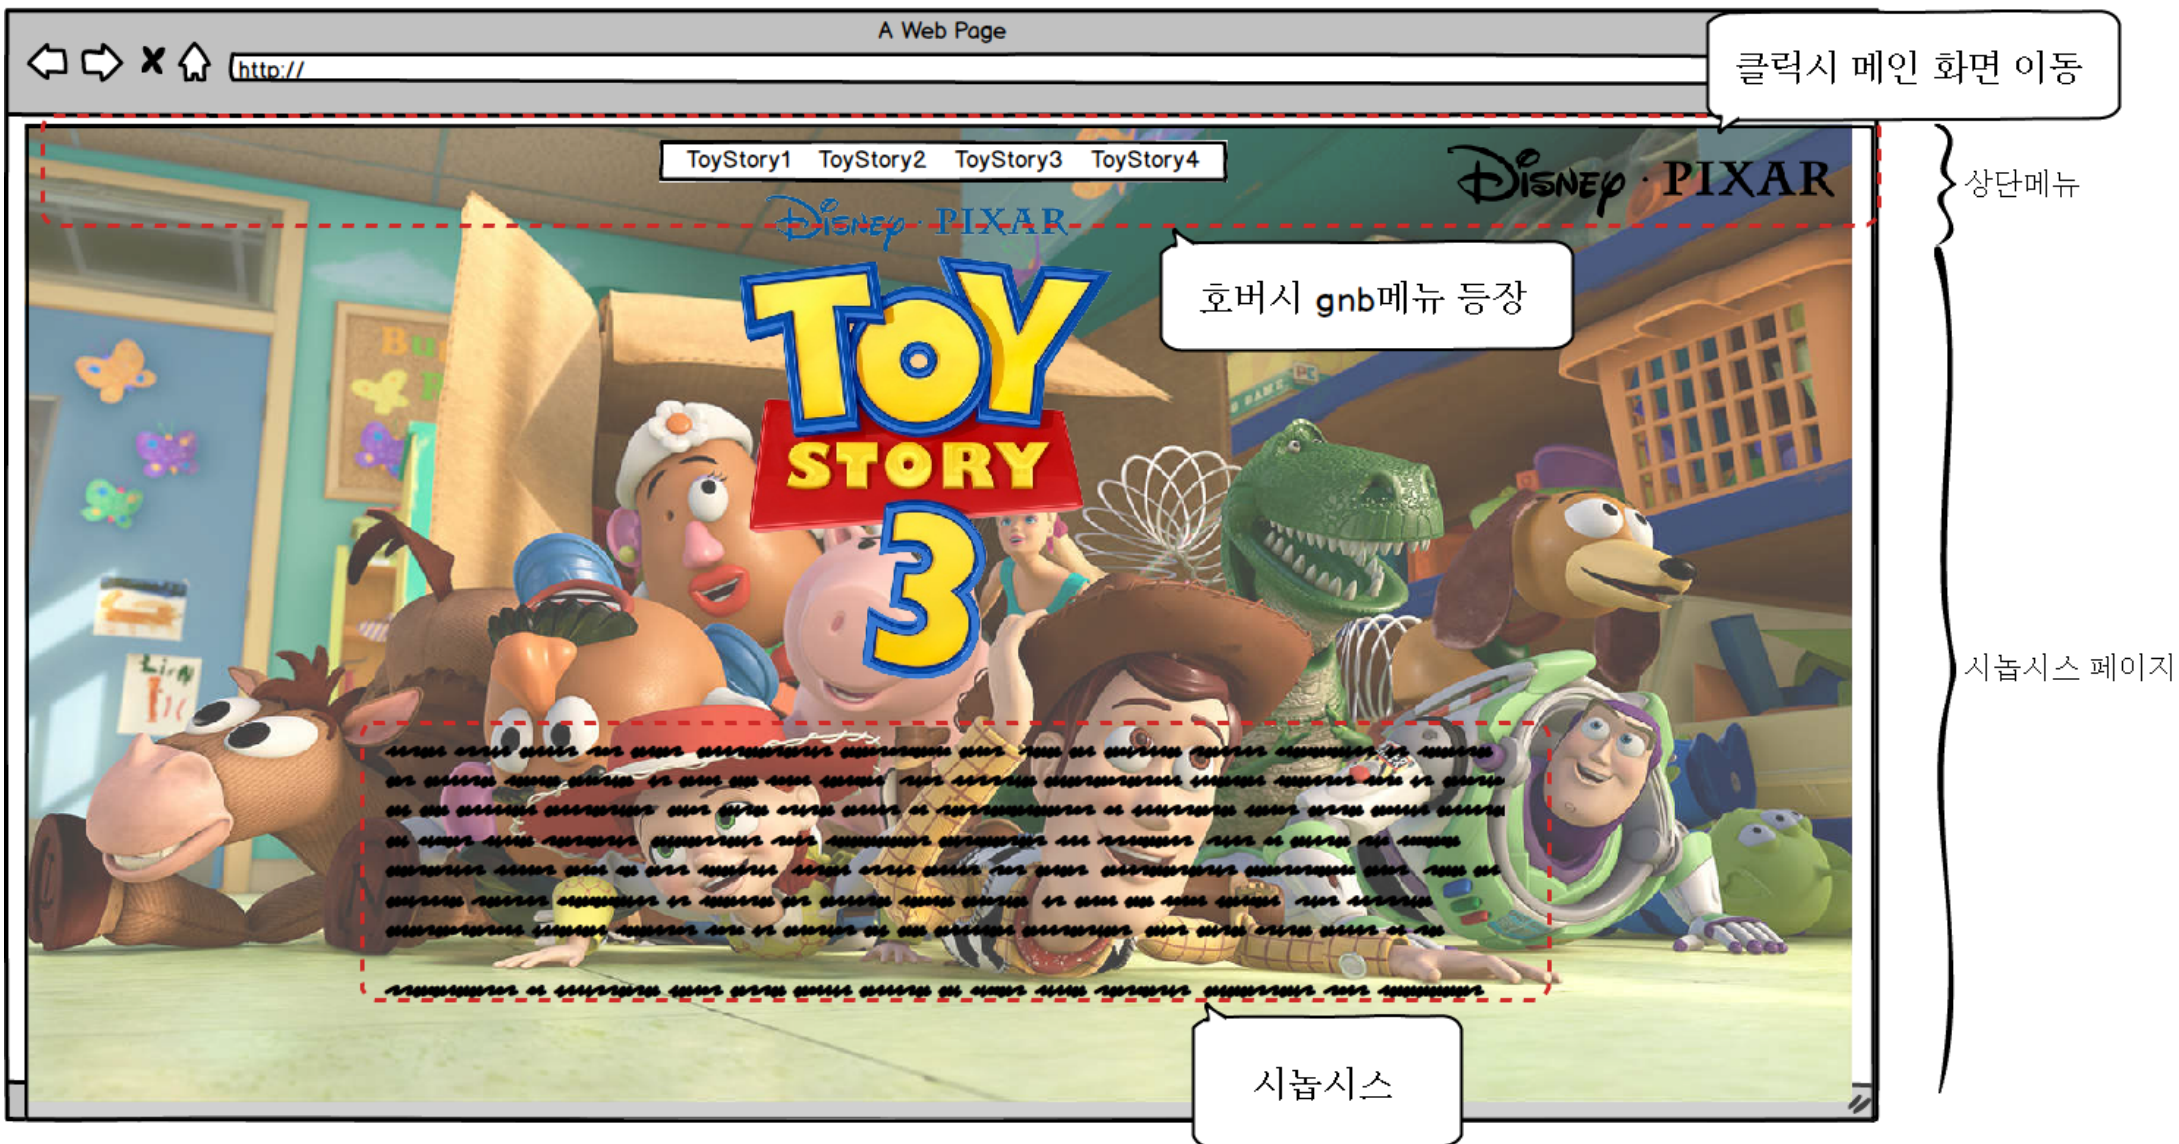 A Web Page
http://
클릭시 메인 화면 이동
ToyStory1 ToyStory2 ToyStory3 ToyStory4
DISNEY · PIXAR
상단메뉴
DISNEY · PIXAR
호버시 gnb메뉴 등장
TOY
STORY
3
시놉시스 페이지
시놉시스